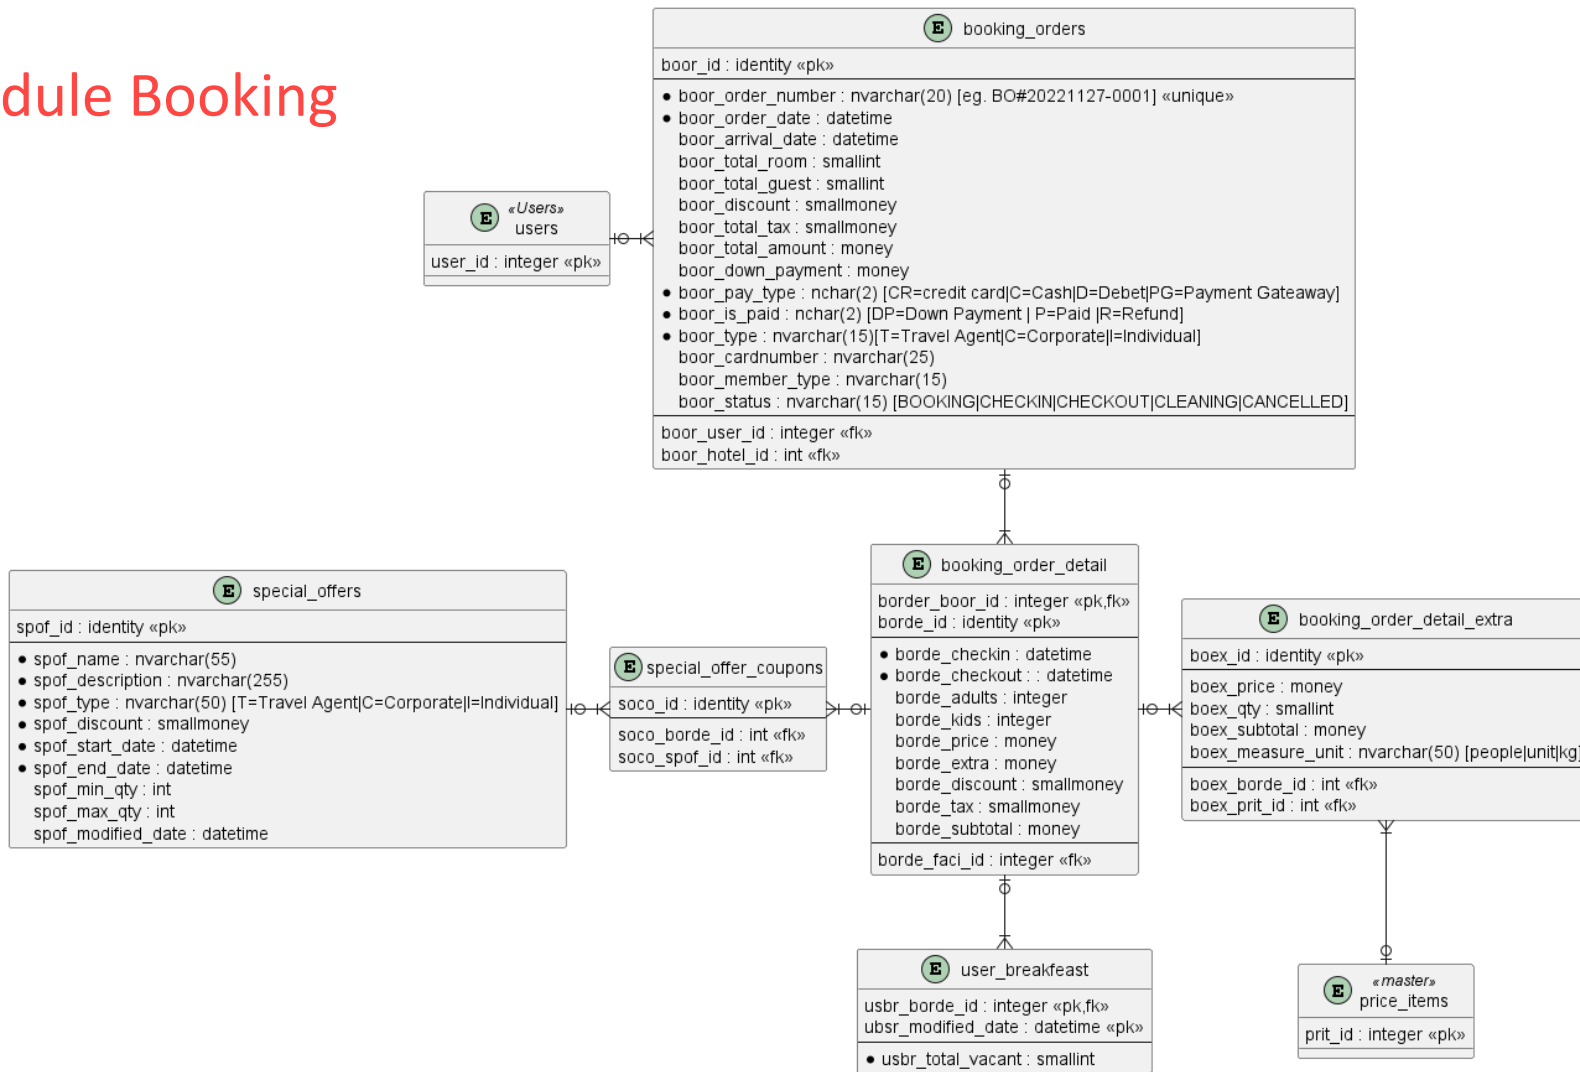 dule Booking
E booking_orders
boor_id : identity «pk»
• boor_order_number : nvarchar(20) [eg. BO#20221127-0001] «unique»
• boor_order_date : datetime
boor_arrival_date : datetime
boor_total_room : smallint
boor_total_guest : smallint
boor_discount : smallmoney
boor_total_tax : smallmoney
boor_total_amount : money
boor_down_payment : money
• boor_pay_type : nchar(2) [CR=credit card|C=Cash|D=Debet|PG=Payment Gateaway]
• boor_is_paid : nchar(2) [DP=Down Payment | P=Paid |R=Refund]
• boor_type : nvarchar(15)[T=Travel Agent|C=Corporate|I=Individual]
boor_cardnumber : nvarchar(25)
boor_member_type : nvarchar(15)
boor_status : nvarchar(15) [BOOKING|CHECKIN|CHECKOUT|CLEANING|CANCELLED]
boor_user_id : integer «fk»
boor_hotel_id : int «fk»
E «Users»
users
user_id : integer «pk»
E special_offers
spof_id : identity «pk»
• spof_name : nvarchar(55)
• spof_description : nvarchar(255)
• spof_type : nvarchar(50) [T=Travel Agent|C=Corporate|I=Individual]
• spof_discount : smallmoney
• spof_start_date : datetime
• spof_end_date : datetime
spof_min_qty : int
spof_max_qty : int
spof_modified_date : datetime
E special_offer_coupons
soco_id : identity «pk»
soco_borde_id : int «fk»
soco_spof_id : int «fk»
E booking_order_detail
border_boor_id : integer «pk,fk»
borde_id : identity «pk»
• borde_checkin : datetime
• borde_checkout : : datetime
borde_adults : integer
borde_kids : integer
borde_price : money
borde_extra : money
borde_discount : smallmoney
borde_tax : smallmoney
borde_subtotal : money
borde_faci_id : integer «fk»
E booking_order_detail_extra
boex_id : identity «pk»
boex_price : money
boex_qty : smallint
boex_subtotal : money
boex_measure_unit : nvarchar(50) [people|unit|kg]
boex_borde_id : int «fk»
boex_prit_id : int «fk»
E user_breakfeast
usbr_borde_id : integer «pk,fk»
ubsr_modified_date : datetime «pk»
• usbr_total_vacant : smallint
E «master»
price_items
prit_id : integer «pk»